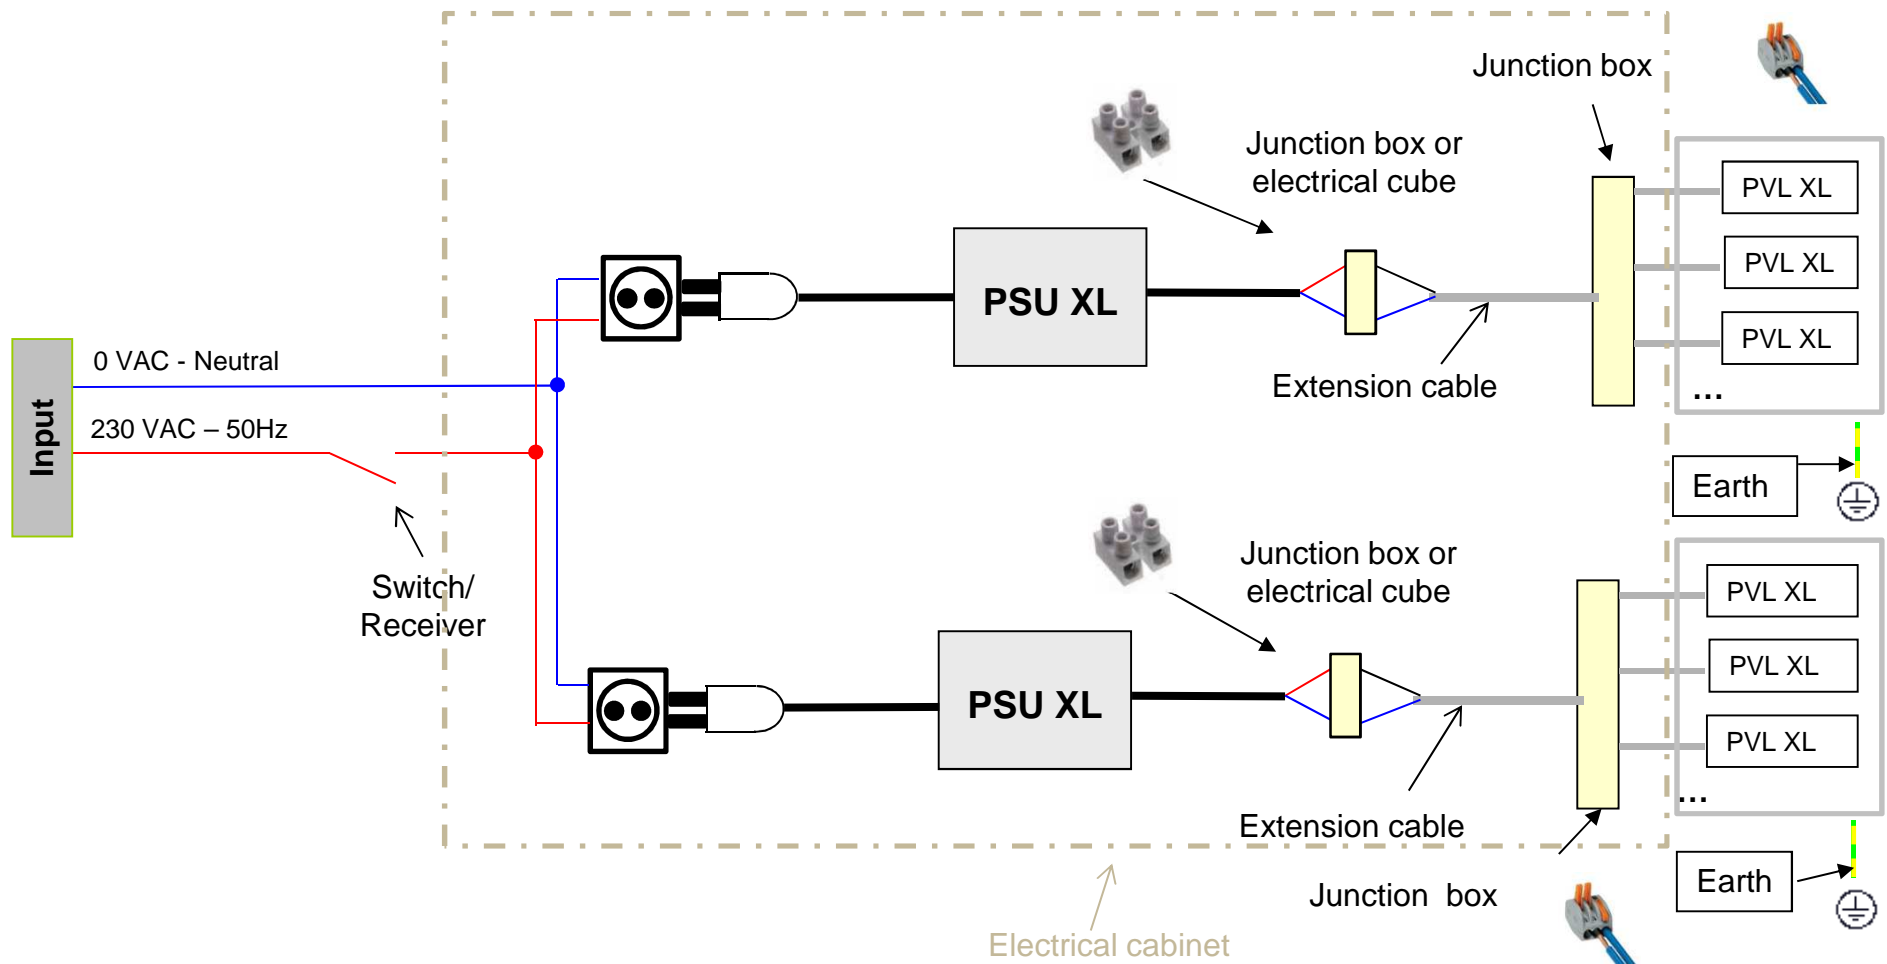 Junction box
Junction box or
electrical cube
PVL XL
PVL XL
PVL XL
...
PSU XL
Extension cable
0 VAC - Neutral
230 VAC – 50Hz
Input
Earth
Switch/
Receiver
Junction box or
electrical cube
PVL XL
PVL XL
PVL XL
...
PSU XL
Extension cable
Earth
Junction  box
Electrical cabinet